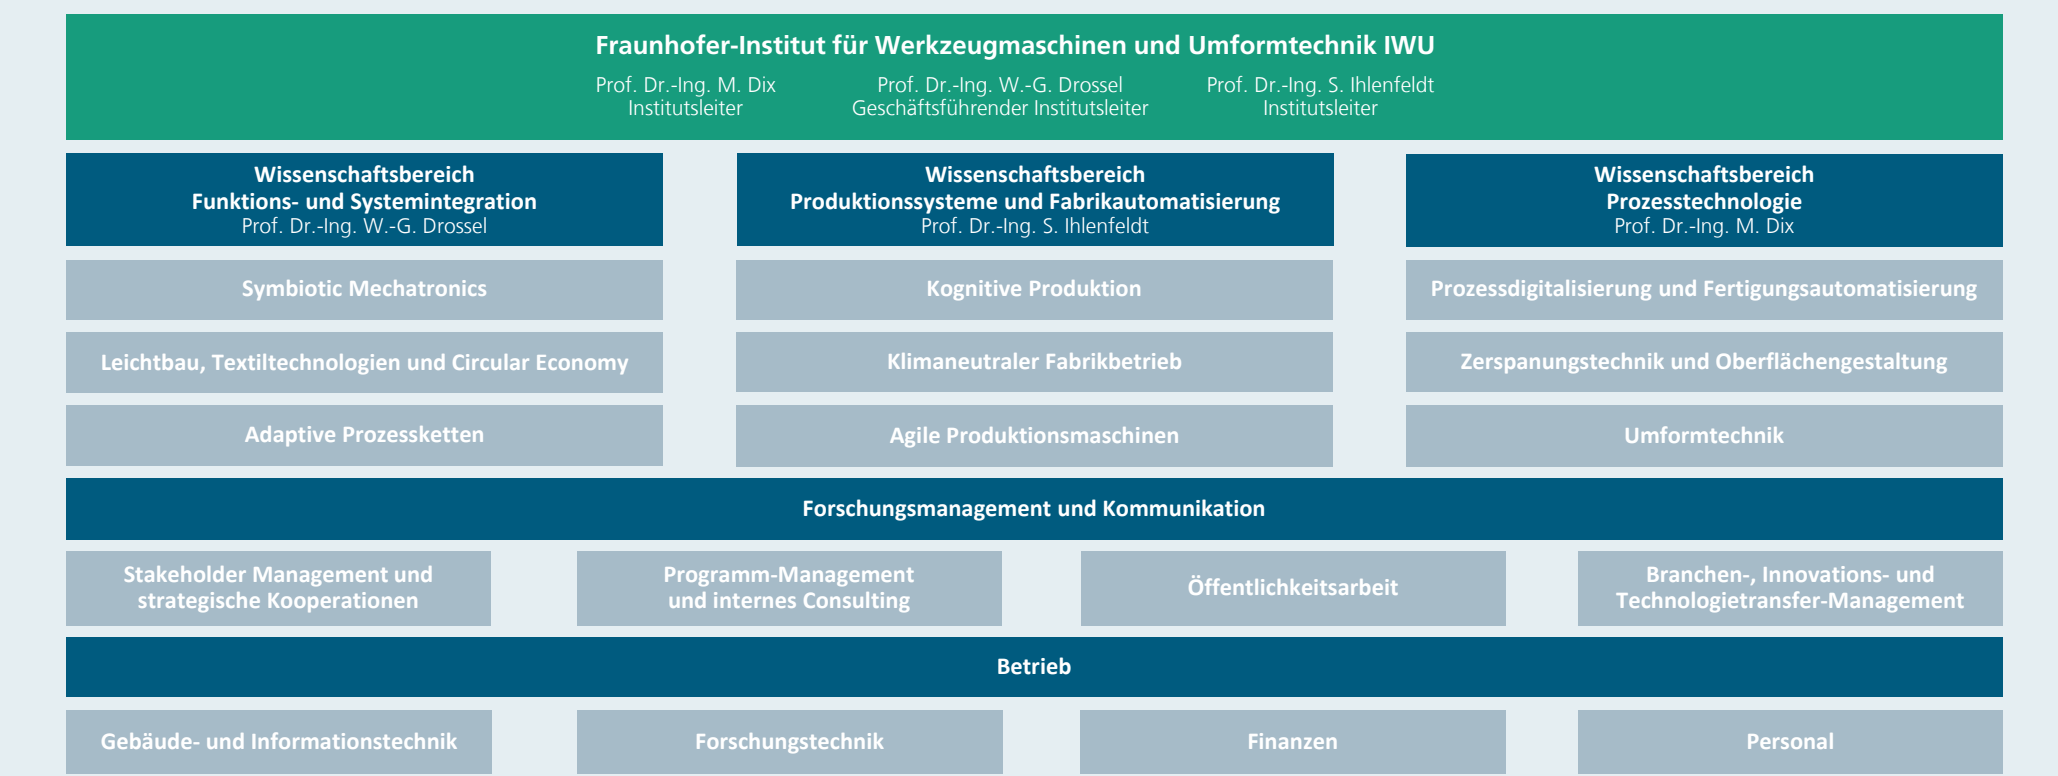 Fraunhofer-Institut für Werkzeugmaschinen und Umformtechnik IWU
Prof. Dr.-Ing. M. Dix
Institutsleiter
Prof. Dr.-Ing. W.-G. Drossel
Geschäftsführender Institutsleiter
Prof. Dr.-Ing. S. Ihlenfeldt
Institutsleiter
Wissenschaftsbereich
Funktions- und Systemintegration
Prof. Dr.-Ing. W.-G. Drossel
Symbiotic Mechatronics
Leichtbau, Textiltechnologien und Circular Economy
Adaptive Prozessketten
Wissenschaftsbereich
Produktionssysteme und Fabrikautomatisierung
Prof. Dr.-Ing. S. Ihlenfeldt
Kognitive Produktion
Klimaneutraler Fabrikbetrieb
Agile Produktionsmaschinen
Wissenschaftsbereich
Prozesstechnologie
Prof. Dr.-Ing. M. Dix
Prozessdigitalisierung und Fertigungsautomatisierung
Zerspanungstechnik und Oberflächengestaltung
Umformtechnik
Forschungsmanagement und Kommunikation
Stakeholder Management und
strategische Kooperationen
Programm-Management
und internes Consulting
Öffentlichkeitsarbeit
Branchen-, Innovations- und
Technologietransfer-Management
Betrieb
Gebäude- und Informationstechnik
Forschungstechnik
Finanzen
Personal